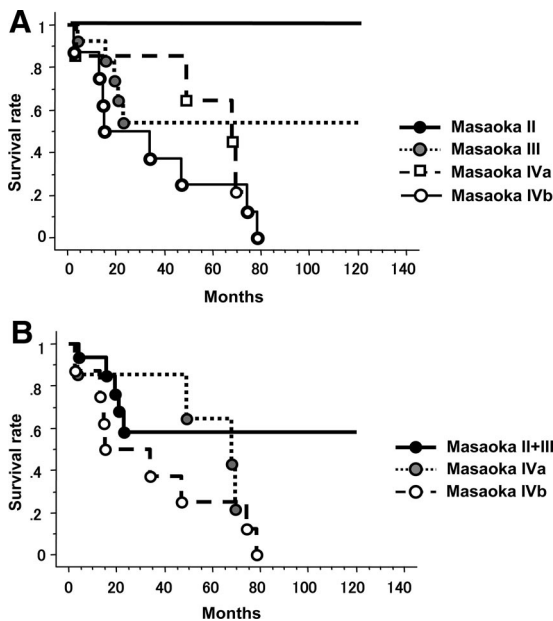 A
Survival rate
1
.8
.6
.4
.2
0
0 20 40 60 80 100 120 140
Months
Masaoka II
Masaoka III
Masaoka IVa
Masaoka IVb
B
Survival rate
1
.8
.6
.4
.2
0
0 20 40 60 80 100 120 140
Months
Masaoka II+III
Masaoka IVa
Masaoka IVb